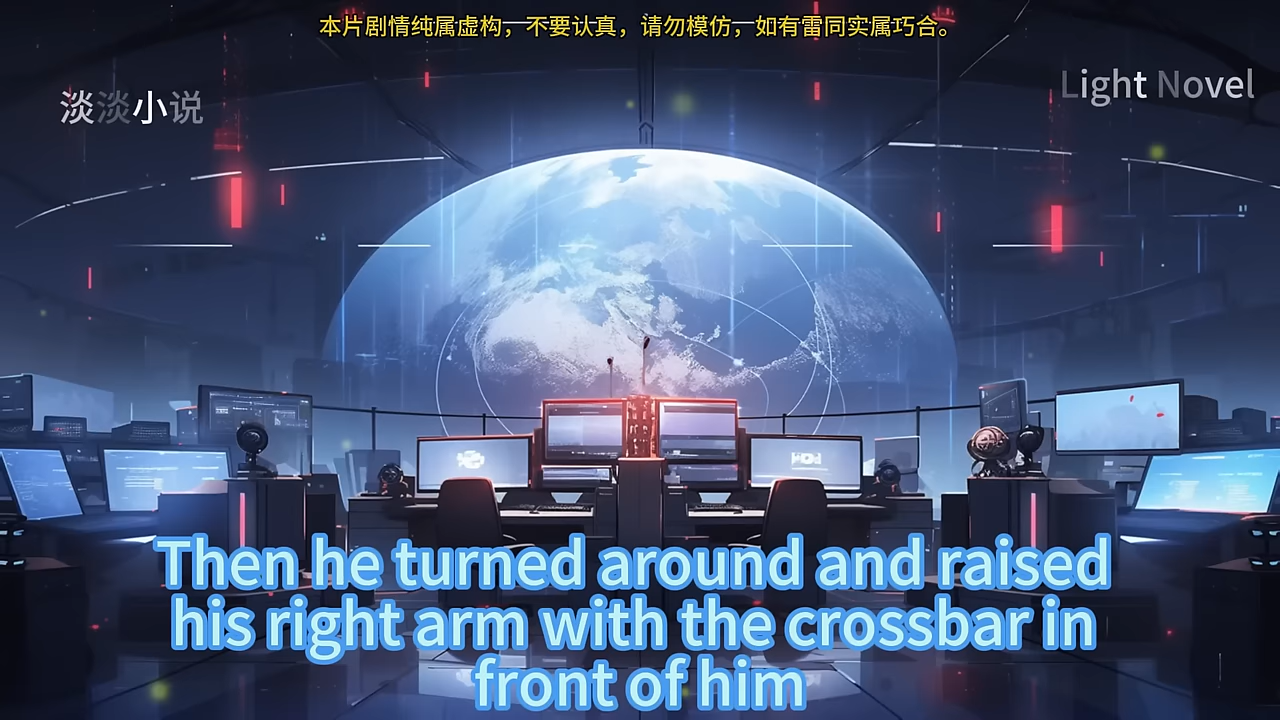 本片剧情纯属虚构，不要认真，请勿模仿，如有雷同实属巧合。
淡淡小说
Light Novel
Then he turned around and raised
his right arm with the crossbar in
front of him